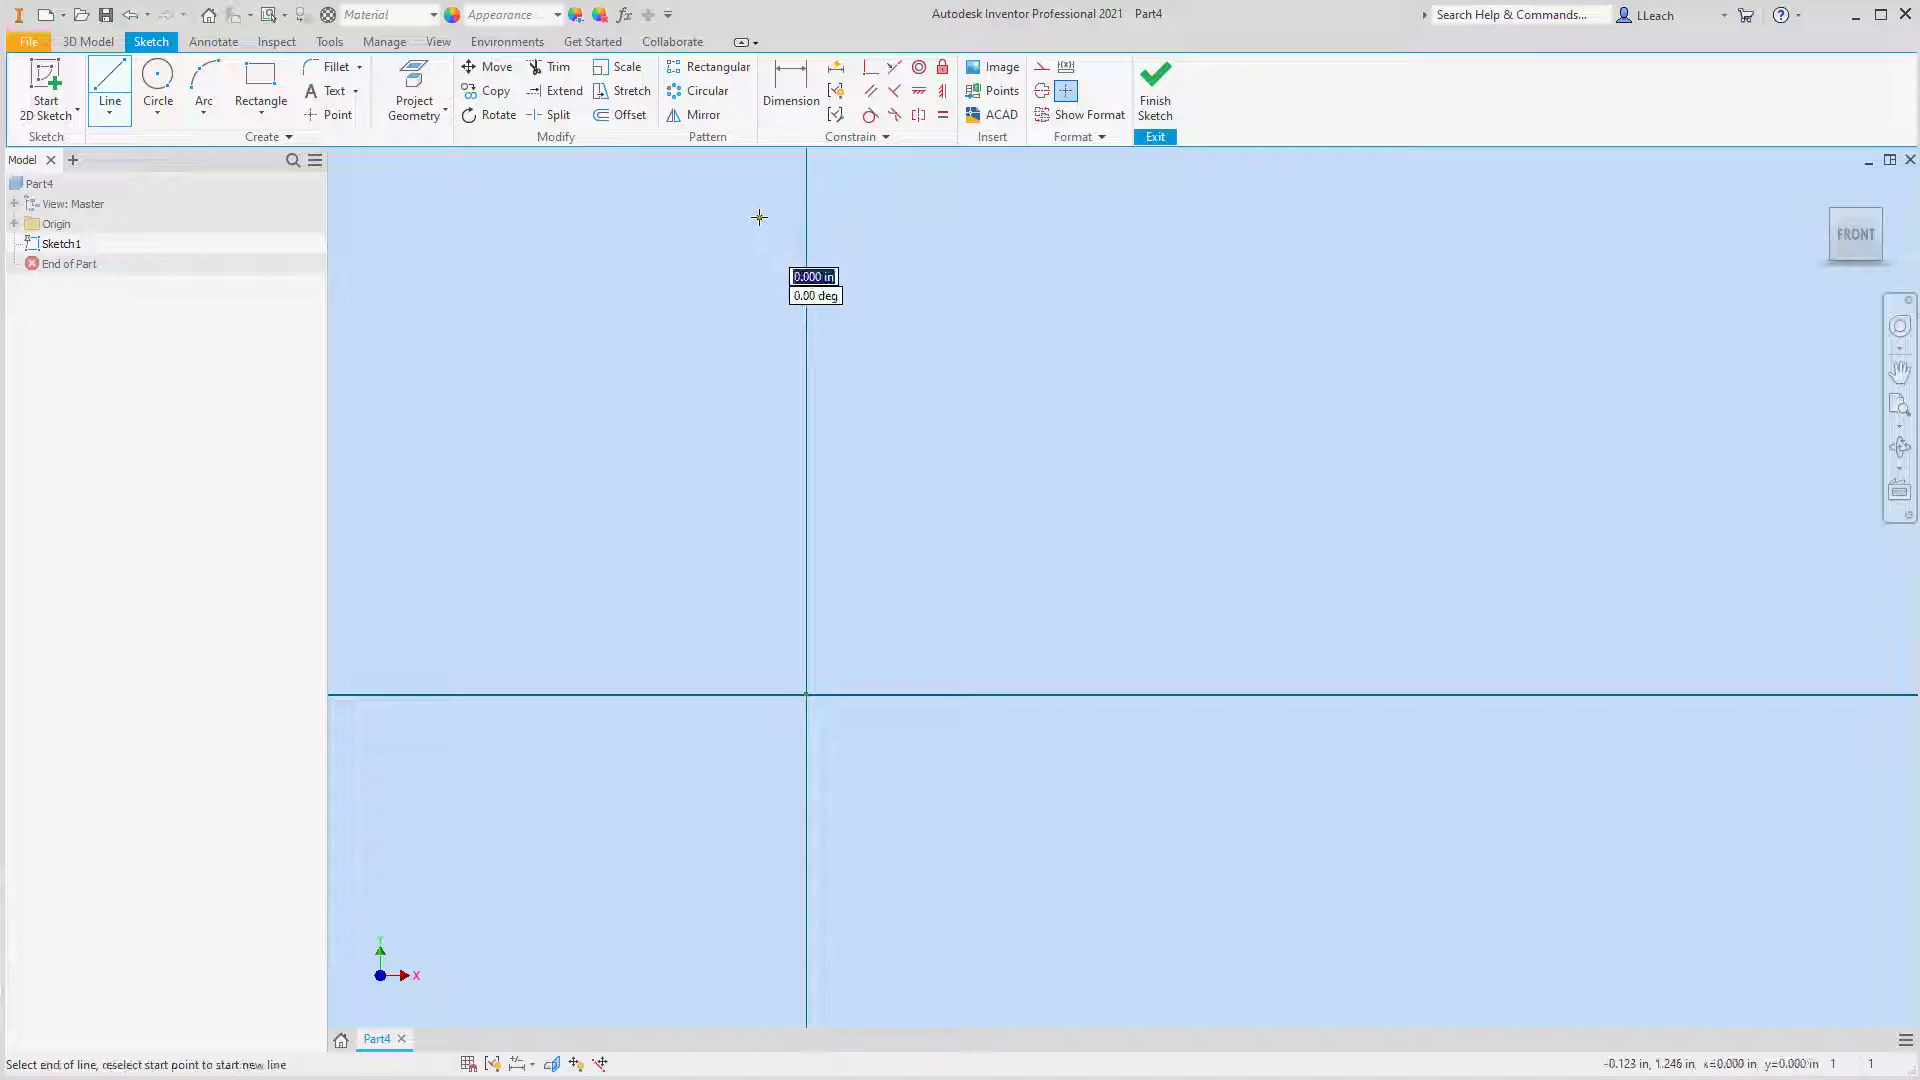 Material
Appearance
fx
Autodesk Inventor Professional 2021 Part4
Search Help & Commands...
LLeach
File 3D Model Sketch Annotate Inspect Tools Manage View Environments Get Started Collaborate
Start
2D Sketch
Line
Circle
Arc
Rectangle
Fillet
Text
Point
Project
Geometry
Move
Copy
Rotate
Trim
Extend
Split
Scale
Stretch
Offset
Rectangular
Circular
Mirror
Dimension
Image
Points
ACAD
Show Format
Finish
Sketch
Sketch Create Modify Pattern Constrain Insert Format Exit
Model
Part4
View: Master
Origin
Sketch1
End of Part
0.000 in
0.00 deg
FRONT
Y
X
Part4
Select end of line, reselect start point to start new line
-0.123 in, 1.246 in, x=0.000 in y=0.000 in 1 1